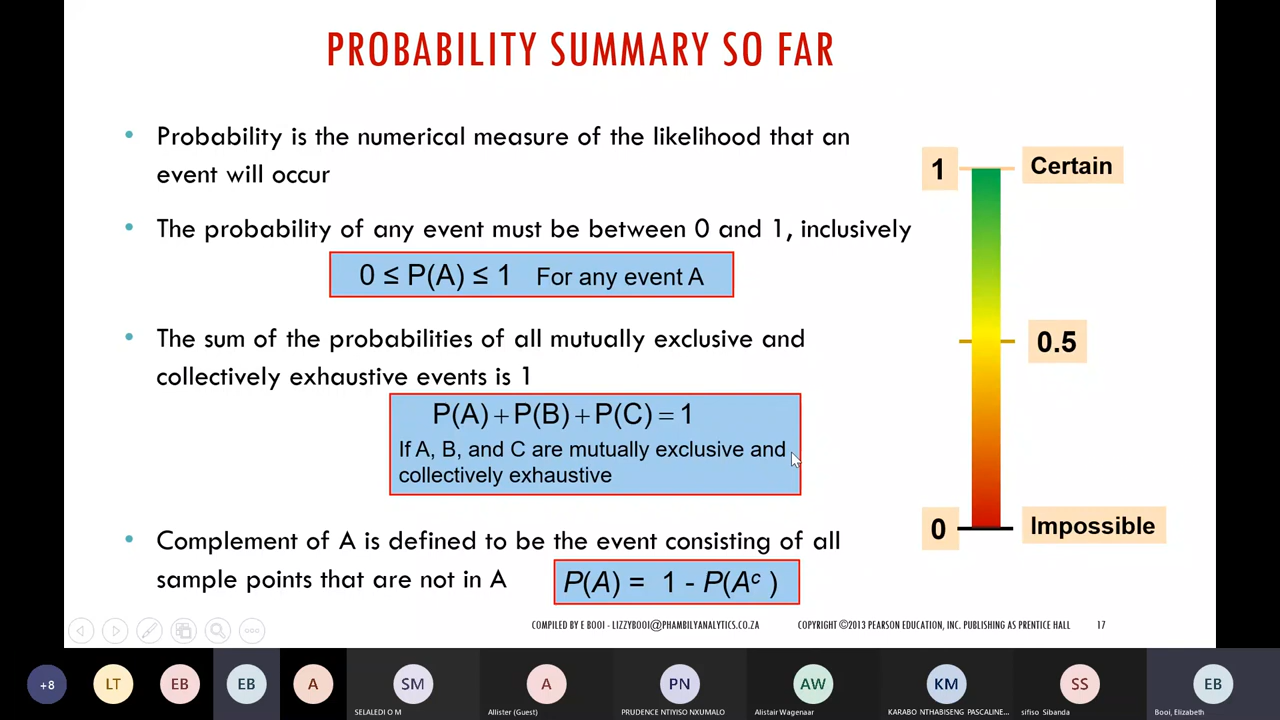 PROBABILITY SUMMARY SO FAR
• Probability is the numerical measure of the likelihood that an
event will occur
• The probability of any event must be between 0 and 1, inclusively
0 ≤ P(A) ≤ 1 For any event A
• The sum of the probabilities of all mutually exclusive and
collectively exhaustive events is 1
P(A) + P(B) + P(C) = 1
If A, B, and C are mutually exclusive and
collectively exhaustive
• Complement of A is defined to be the event consisting of all
sample points that are not in A
P(A) = 1 - P(Aᶜ )
1 Certain
0.5
0 Impossible
COMPILED BY E BOOI - LIZZYBOOI@PHAMBILYANALYTICS.CO.ZA
COPYRIGHT ©2013 PEARSON EDUCATION, INC. PUBLISHING AS PRENTICE HALL
17
+8
LT
EB
EB
A
SM
SELALEDI O M
A
Allister (Guest)
PN
PRUDENCE NTIYISO NXUMALO
AW
Alistair Wagenaar
KM
KARABO NTHABISENG PASCALINE...
SS
sifiso Sibanda
EB
Booi, Elizabeth